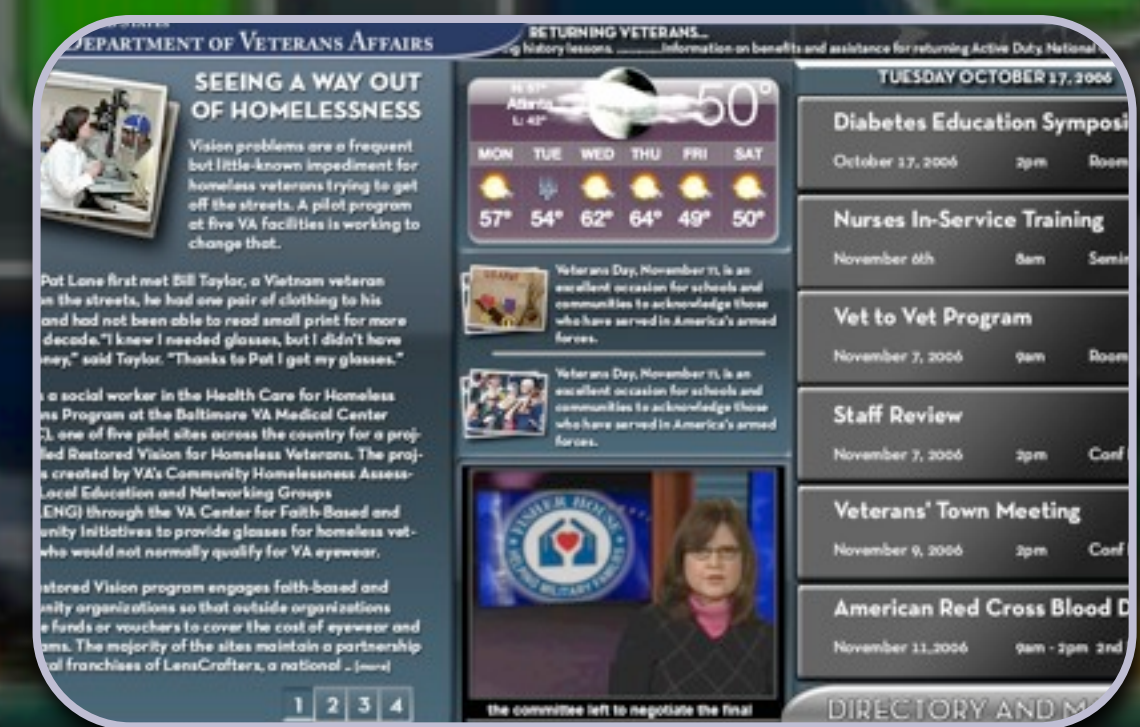 DEPARTMENT OF VETERANS AFFAIRS
RETURNING VETERANS...
history lessons. ..........Information on benefits and assistance for returning Active Duty, National
SEEING A WAY OUT
OF HOMELESSNESS
Vision problems are a frequent
but little-known impediment for
homeless veterans trying to get
off the streets. A pilot program
at five VA facilities is working to
change that.
Pat Lane first met Bill Taylor, a Vietnam veteran
on the streets, he had one pair of clothing to his
and had not been able to read small print for more
decade."I knew I needed glasses, but I didn't have
ney," said Taylor. "Thanks to Pat I got my glasses."
a social worker in the Health Care for Homeless
ns Program at the Baltimore VA Medical Center
one of five pilot sites across the country for a proj-
led Restored Vision for Homeless Veterans. The proj-
s created by VA's Community Homelessness Assess-
Local Education and Networking Groups
LENG) through the VA Center for Faith-Based and
unity Initiatives to provide glasses for homeless vet-
who would not normally qualify for VA eyewear.
stored Vision program engages faith-based and
nity organizations so that outside organizations
e funds or vouchers to cover the cost of eyewear and
ams. The majority of the sites maintain a partnership
al franchises of LensCrafters, a national .. [more]
1 2 3 4
H: 57°
Atlanta
L: 42°
50°
MON TUE WED THU FRI SAT
57° 54° 62° 64° 49° 50°
Veterans Day, November 11, is an
excellent occasion for schools and
communities to acknowledge those
who have served in America's armed
forces.
Veterans Day, November 11, is an
excellent occasion for schools and
communities to acknowledge those
who have served in America's armed
forces.
FISHER HOUSE
HELPING MILITARY FAMILIES
the committee left to negotiate the final
TUESDAY OCTOBER 17, 2006
Diabetes Education Symposi
October 17, 2006 2pm Room
Nurses In-Service Training
November 6th 8am Semin
Vet to Vet Program
November 7, 2006 9am Room
Staff Review
November 7, 2006 2pm Conf
Veterans' Town Meeting
November 9, 2006 2pm Conf
American Red Cross Blood D
November 11,2006 9am - 2pm 2nd
DIRECTORY AND M